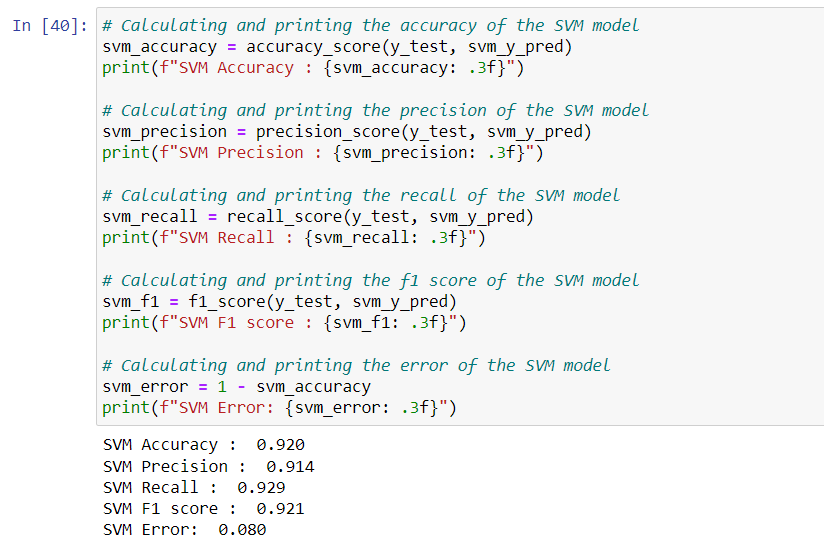 In [40]: # Calculating and printing the accuracy of the SVM model
svm_accuracy = accuracy_score(y_test, svm_y_pred)
print(f"SVM Accuracy : {svm_accuracy: .3f}")
# Calculating and printing the precision of the SVM model
svm_precision = precision_score(y_test, svm_y_pred)
print(f"SVM Precision : {svm_precision: .3f}")
# Calculating and printing the recall of the SVM model
svm_recall = recall_score(y_test, svm_y_pred)
print(f"SVM Recall : {svm_recall: .3f}")
# Calculating and printing the f1 score of the SVM model
svm_f1 = f1_score(y_test, svm_y_pred)
print(f"SVM F1 score : {svm_f1: .3f}")
# Calculating and printing the error of the SVM model
svm_error = 1 - svm_accuracy
print(f"SVM Error: {svm_error: .3f}")
SVM Accuracy :  0.920
SVM Precision :  0.914
SVM Recall :  0.929
SVM F1 score :  0.921
SVM Error:  0.080